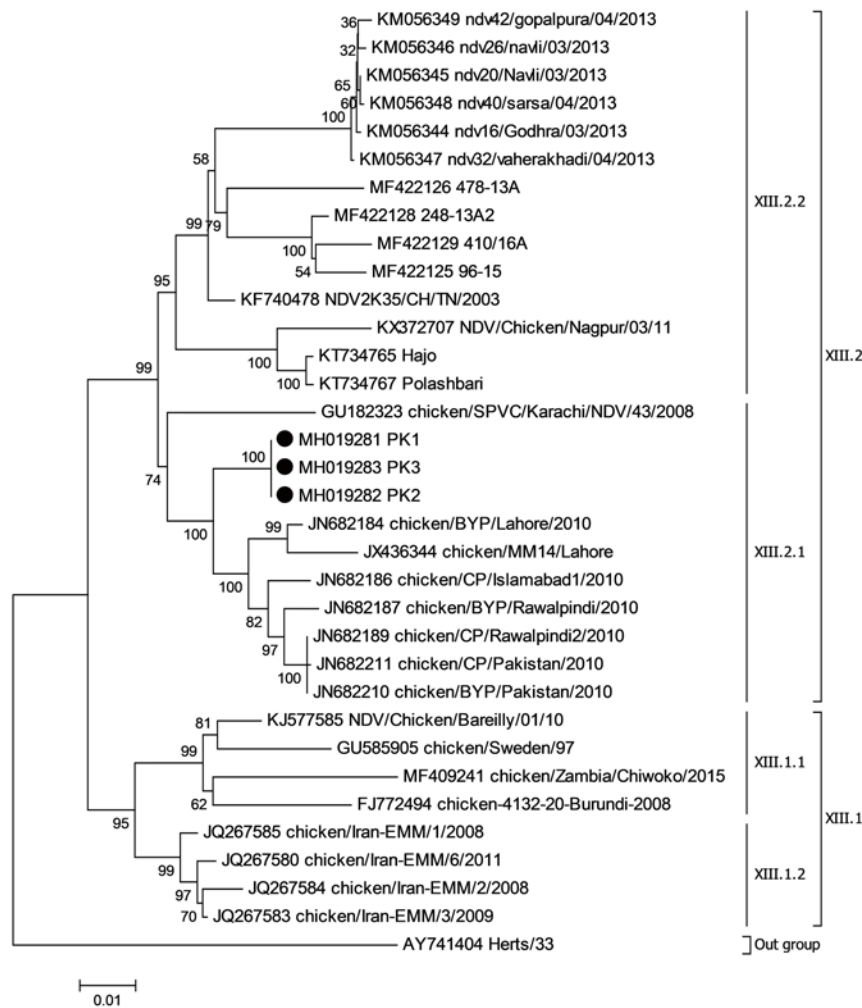 36
KM056349 ndv42/gopalpura/04/2013
32
KM056346 ndv26/navli/03/2013
65
KM056345 ndv20/Navli/03/2013
60
KM056348 ndv40/sarsa/04/2013
100
KM056344 ndv16/Godhra/03/2013
KM056347 ndv32/vaherakhadi/04/2013
58
MF422126 478-13A
XIII.2.2
79
MF422128 248-13A2
99
100
MF422129 410/16A
54
MF422125 96-15
95
KF740478 NDV2K35/CH/TN/2003
KX372707 NDV/Chicken/Nagpur/03/11
XIII.2
100
KT734765 Hajo
99
100
KT734767 Polashbari
GU182323 chicken/SPVC/Karachi/NDV/43/2008
MH019281 PK1
100
MH019283 PK3
74
MH019282 PK2
100
JN682184 chicken/BYP/Lahore/2010
99
XIII.2.1
JX436344 chicken/MM14/Lahore
100
JN682186 chicken/CP/Islamabad1/2010
82
JN682187 chicken/BYP/Rawalpindi/2010
97
JN682189 chicken/CP/Rawalpindi2/2010
JN682211 chicken/CP/Pakistan/2010
100
JN682210 chicken/BYP/Pakistan/2010
81
KJ577585 NDV/Chicken/Bareilly/01/10
99
GU585905 chicken/Sweden/97
XIII.1.1
MF409241 chicken/Zambia/Chiwoko/2015
62
FJ772494 chicken-4132-20-Burundi-2008
95
XIII.1
JQ267585 chicken/Iran-EMM/1/2008
99
JQ267580 chicken/Iran-EMM/6/2011
XIII.1.2
97
JQ267584 chicken/Iran-EMM/2/2008
70
JQ267583 chicken/Iran-EMM/3/2009
AY741404 Herts/33
Out group
0.01